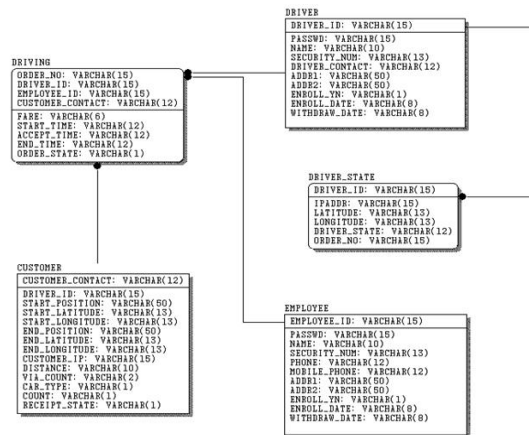 DRIVER
DRIVER_ID: VARCHAR(15)
PASSWD: VARCHAR(15)
NAME: VARCHAR(10)
SECURITY_NUM: VARCHAR(13)
DRIVER_CONTACT: VARCHAR(12)
ADDR1: VARCHAR(50)
ADDR2: VARCHAR(50)
ENROLL_YN: VARCHAR(1)
ENROLL_DATE: VARCHAR(8)
WITHDRAW_DATE: VARCHAR(8)
DRIVING
ORDER_NO: VARCHAR(15)
DRIVER_ID: VARCHAR(15)
EMPLOYEE_ID: VARCHAR(15)
CUSTOMER_CONTACT: VARCHAR(12)
FARE: VARCHAR(6)
START_TIME: VARCHAR(12)
ACCEPT_TIME: VARCHAR(12)
END_TIME: VARCHAR(12)
ORDER_STATE: VARCHAR(1)
DRIVER_STATE
DRIVER_ID: VARCHAR(15)
IPADDR: VARCHAR(15)
LATITUDE: VARCHAR(13)
LONGITUDE: VARCHAR(13)
DRIVER_STATE: VARCHAR(12)
ORDER_NO: VARCHAR(15)
CUSTOMER
CUSTOMER_CONTACT: VARCHAR(12)
DRIVER_ID: VARCHAR(15)
START_POSITION: VARCHAR(50)
START_LATITUDE: VARCHAR(13)
START_LONGITUDE: VARCHAR(13)
END_POSITION: VARCHAR(50)
END_LATITUDE: VARCHAR(13)
END_LONGITUDE: VARCHAR(13)
CUSTOMER_IP: VARCHAR(15)
DISTANCE: VARCHAR(10)
VIA_COUNT: VARCHAR(2)
CAR_TYPE: VARCHAR(1)
COUNT: VARCHAR(1)
RECEIPT_STATE: VARCHAR(1)
EMPLOYEE
EMPLOYEE_ID: VARCHAR(15)
PASSWD: VARCHAR(15)
NAME: VARCHAR(10)
SECURITY_NUM: VARCHAR(13)
PHONE: VARCHAR(12)
MOBILE_PHONE: VARCHAR(12)
ADDR1: VARCHAR(50)
ADDR2: VARCHAR(50)
ENROLL_YN: VARCHAR(1)
ENROLL_DATE: VARCHAR(8)
WITHDRAW_DATE: VARCHAR(8)